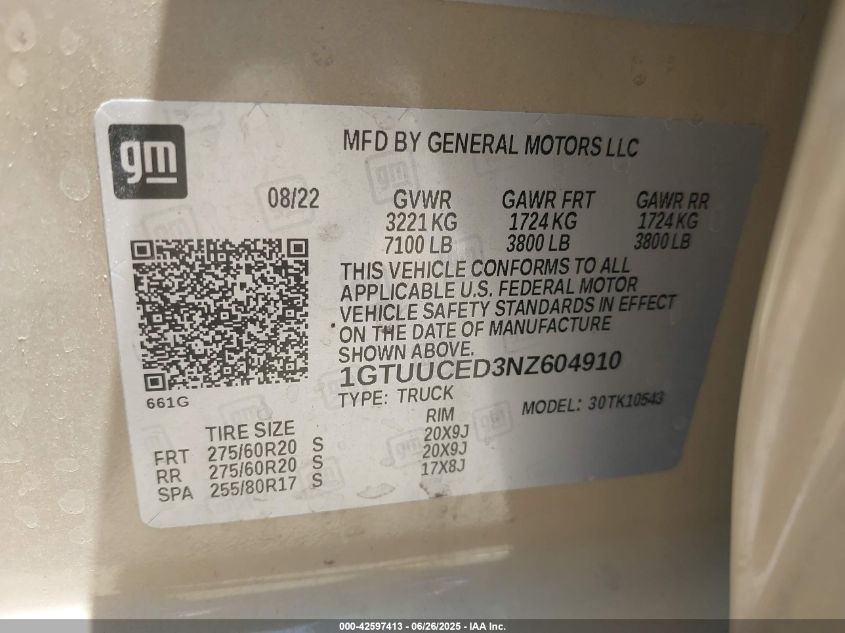 gm
MFD BY GENERAL MOTORS LLC
08/22
GVWR GAWR FRT GAWR RR
3221 KG 1724 KG 1724 KG
7100 LB 3800 LB 3800 LB
THIS VEHICLE CONFORMS TO ALL
APPLICABLE U.S. FEDERAL MOTOR
VEHICLE SAFETY STANDARDS IN EFFECT
ON THE DATE OF MANUFACTURE
SHOWN ABOVE.
1GTUUCED3NZ604910
661G
TYPE: TRUCK
MODEL: 30TK10543
TIRE SIZE RIM
FRT 275/60R20 S 20X9J
RR 275/60R20 S 20X9J
SPA 255/80R17 S 17X8J
000-42597413 - 06/26/2025 - IAA Inc.